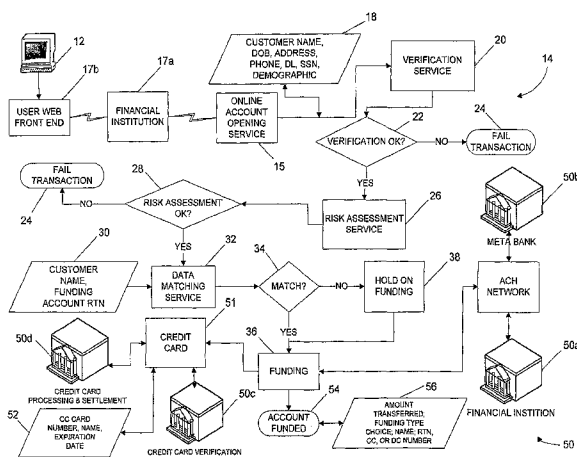 12
17b
USER WEB
FRONT END
17a
FINANCIAL
INSTITUTION
18
CUSTOMER NAME,
DOB, ADDRESS,
PHONE, DL, SSN,
DEMOGRAPHIC
ONLINE
ACCOUNT
OPENING
SERVICE
15
20
VERIFICATION
SERVICE
14
22
VERIFICATION OK?
NO
24
FAIL
TRANSACTION
YES
FAIL
TRANSACTION
24
NO
28
RISK ASSESSMENT
OK?
YES
RISK ASSESSMENT
SERVICE
26
50b
META BANK
30
CUSTOMER
NAME,
FUNDING
ACCOUNT RTN
32
DATA
MATCHING
SERVICE
34
MATCH?
NO
YES
38
HOLD ON
FUNDING
ACH
NETWORK
50d
CREDIT CARD
PROCESSING & SETTLEMENT
51
CREDIT
CARD
36
FUNDING
50a
FINANCIAL INSTITION
52
CC CARD
NUMBER, NAME,
EXPIRATION
DATE
50c
CREDIT CARD VERIFICATION
54
ACCOUNT
FUNDED
56
AMOUNT
TRANSFERRED,
FUNDING TYPE
CHOICE; NAME; RTN,
CC, OR DC NUMBER
50